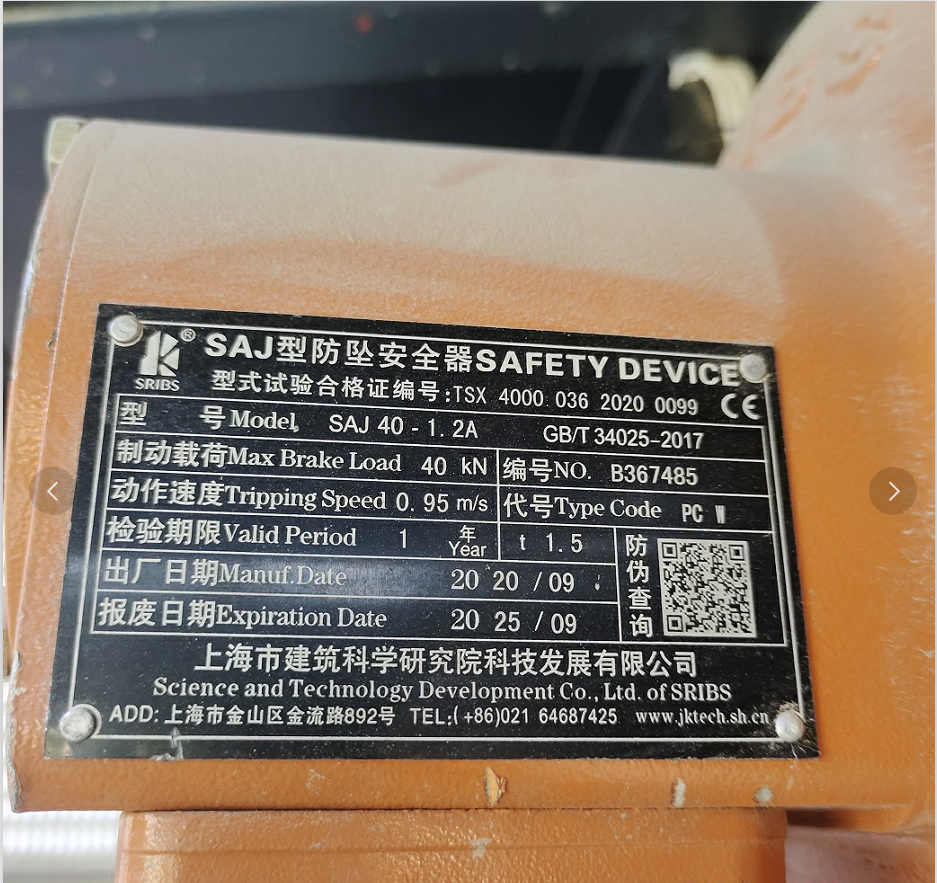 SRIBS ®
SAJ型防坠安全器SAFETY DEVICE
型式试验合格证编号:TSX 4000 036 2020 0099 CE
型 号Model SAJ 40-1.2A GB/T 34025-2017
制动载荷Max Brake Load 40 kN 编号NO. B367485
动作速度Tripping Speed 0.95 m/s 代号Type Code PC W
检验期限Valid Period 1 年 Year t 1.5
出厂日期Manuf.Date 20 20 / 09
报废日期Expiration Date 20 25 / 09
防伪查询
上海市建筑科学研究院科技发展有限公司
Science and Technology Development Co., Ltd. of SRIBS
ADD:上海市金山区金流路892号 TEL:(+86)021 64687425 www.jktech.sh.cn